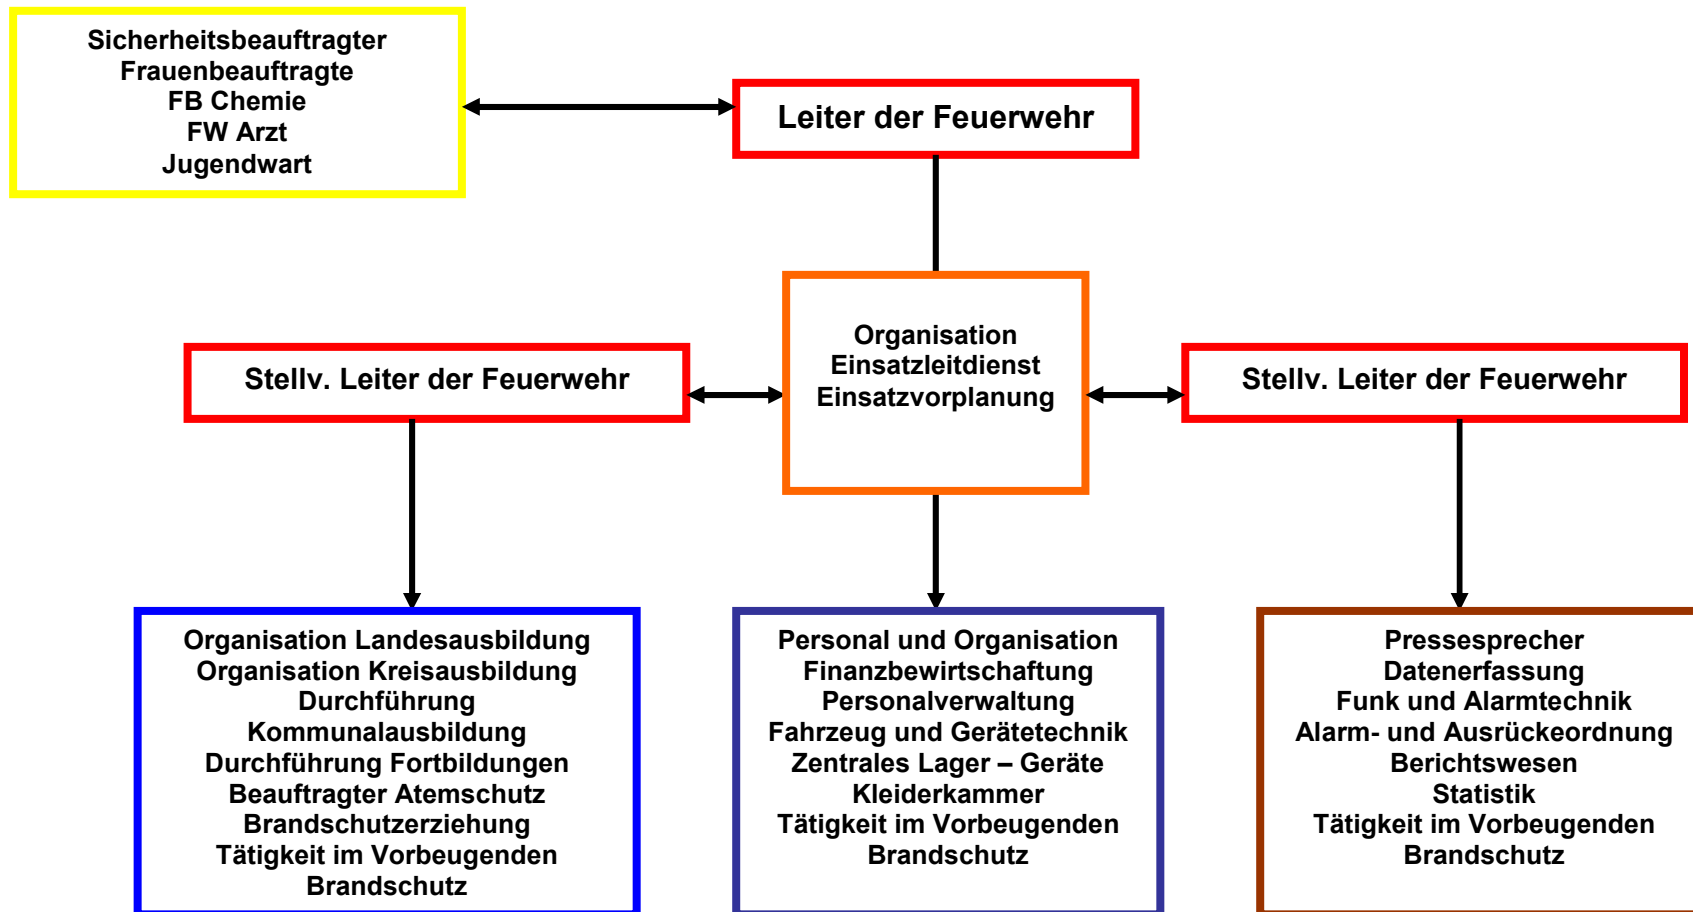 Sicherheitsbeauftragter
Frauenbeauftragte
FB Chemie
FW Arzt
Jugendwart
Leiter der Feuerwehr
Organisation
Einsatzleitdienst
Einsatzvorplanung
Stellv. Leiter der Feuerwehr
Stellv. Leiter der Feuerwehr
Organisation Landesausbildung
Organisation Kreisausbildung
Durchführung
Kommunalausbildung
Durchführung Fortbildungen
Beauftragter Atemschutz
Brandschutzerziehung
Tätigkeit im Vorbeugenden
Brandschutz
Personal und Organisation
Finanzbewirtschaftung
Personalverwaltung
Fahrzeug und Gerätetechnik
Zentrales Lager – Geräte
Kleiderkammer
Tätigkeit im Vorbeugenden
Brandschutz
Pressesprecher
Datenerfassung
Funk und Alarmtechnik
Alarm- und Ausrückeordnung
Berichtswesen
Statistik
Tätigkeit im Vorbeugenden
Brandschutz